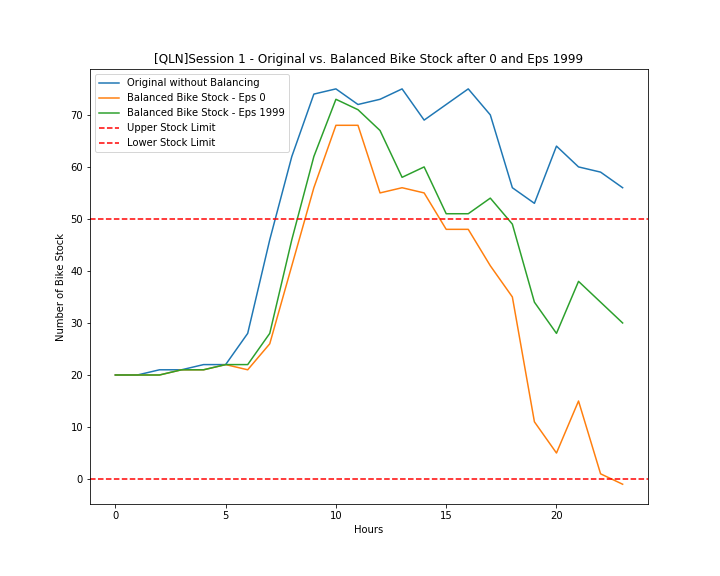 [QLN]Session 1 - Original vs. Balanced Bike Stock after 0 and Eps 1999
Original without Balancing
Balanced Bike Stock - Eps 0
Balanced Bike Stock - Eps 1999
Upper Stock Limit
Lower Stock Limit
Number of Bike Stock
70
60
50
40
30
20
10
0
0 5 10 15 20
Hours